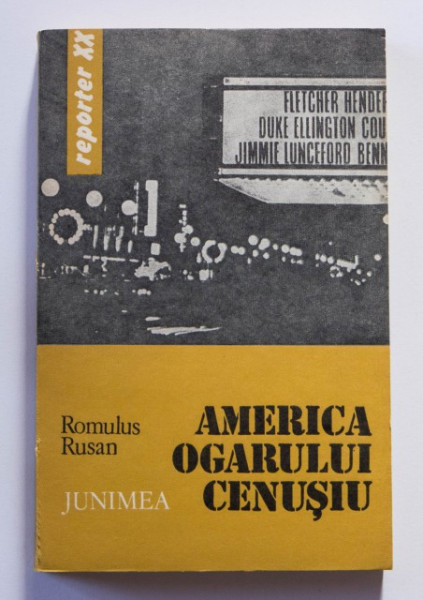 reporter XX
FLETCHER HENDER
DUKE ELLINGTON COU
JIMMIE LUNCEFORD BENN
Romulus
Rusan
AMERICA
OGARULUI
CENUȘIU
JUNIMEA